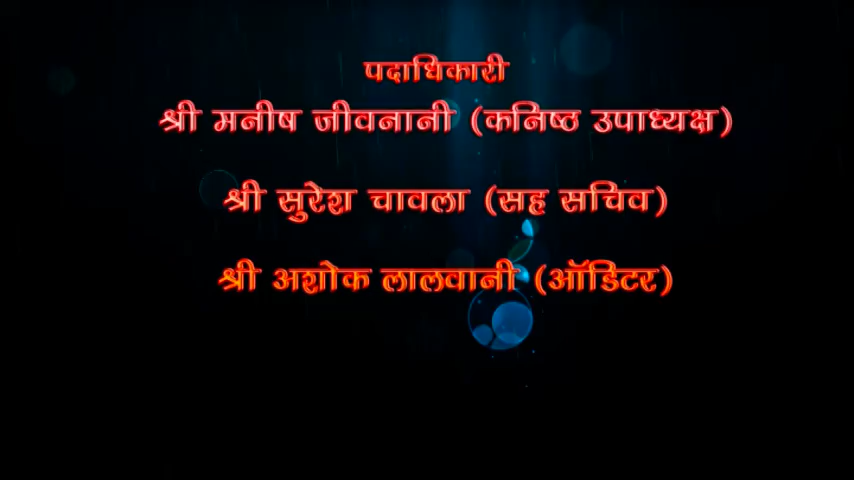 पदाधिकारी
श्री मनीष जीवनानी (कनिष्ठ उपाध्यक्ष)
श्री सुरेश चावला (सह सचिव)
श्री अशोक लालवानी (ऑडिटर)